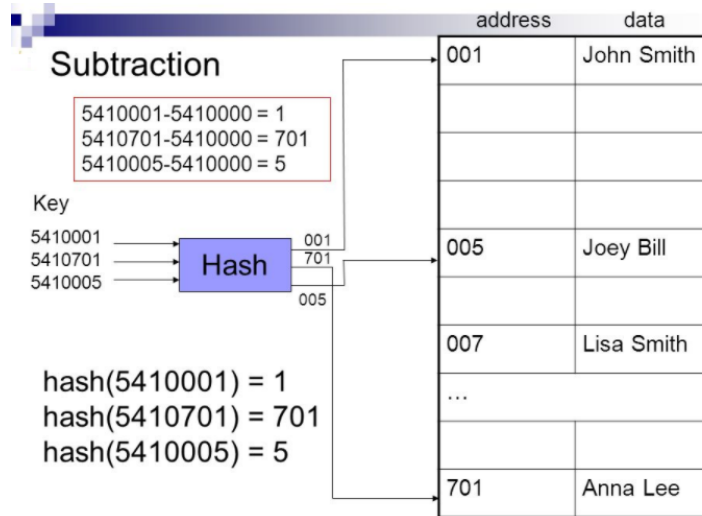 Subtraction
5410001-5410000 = 1
5410701-5410000 = 701
5410005-5410000 = 5
Key
5410001
5410701
5410005
Hash
001
701
005
hash(5410001) = 1
hash(5410701) = 701
hash(5410005) = 5
address data
001 John Smith
005 Joey Bill
007 Lisa Smith
...
701 Anna Lee